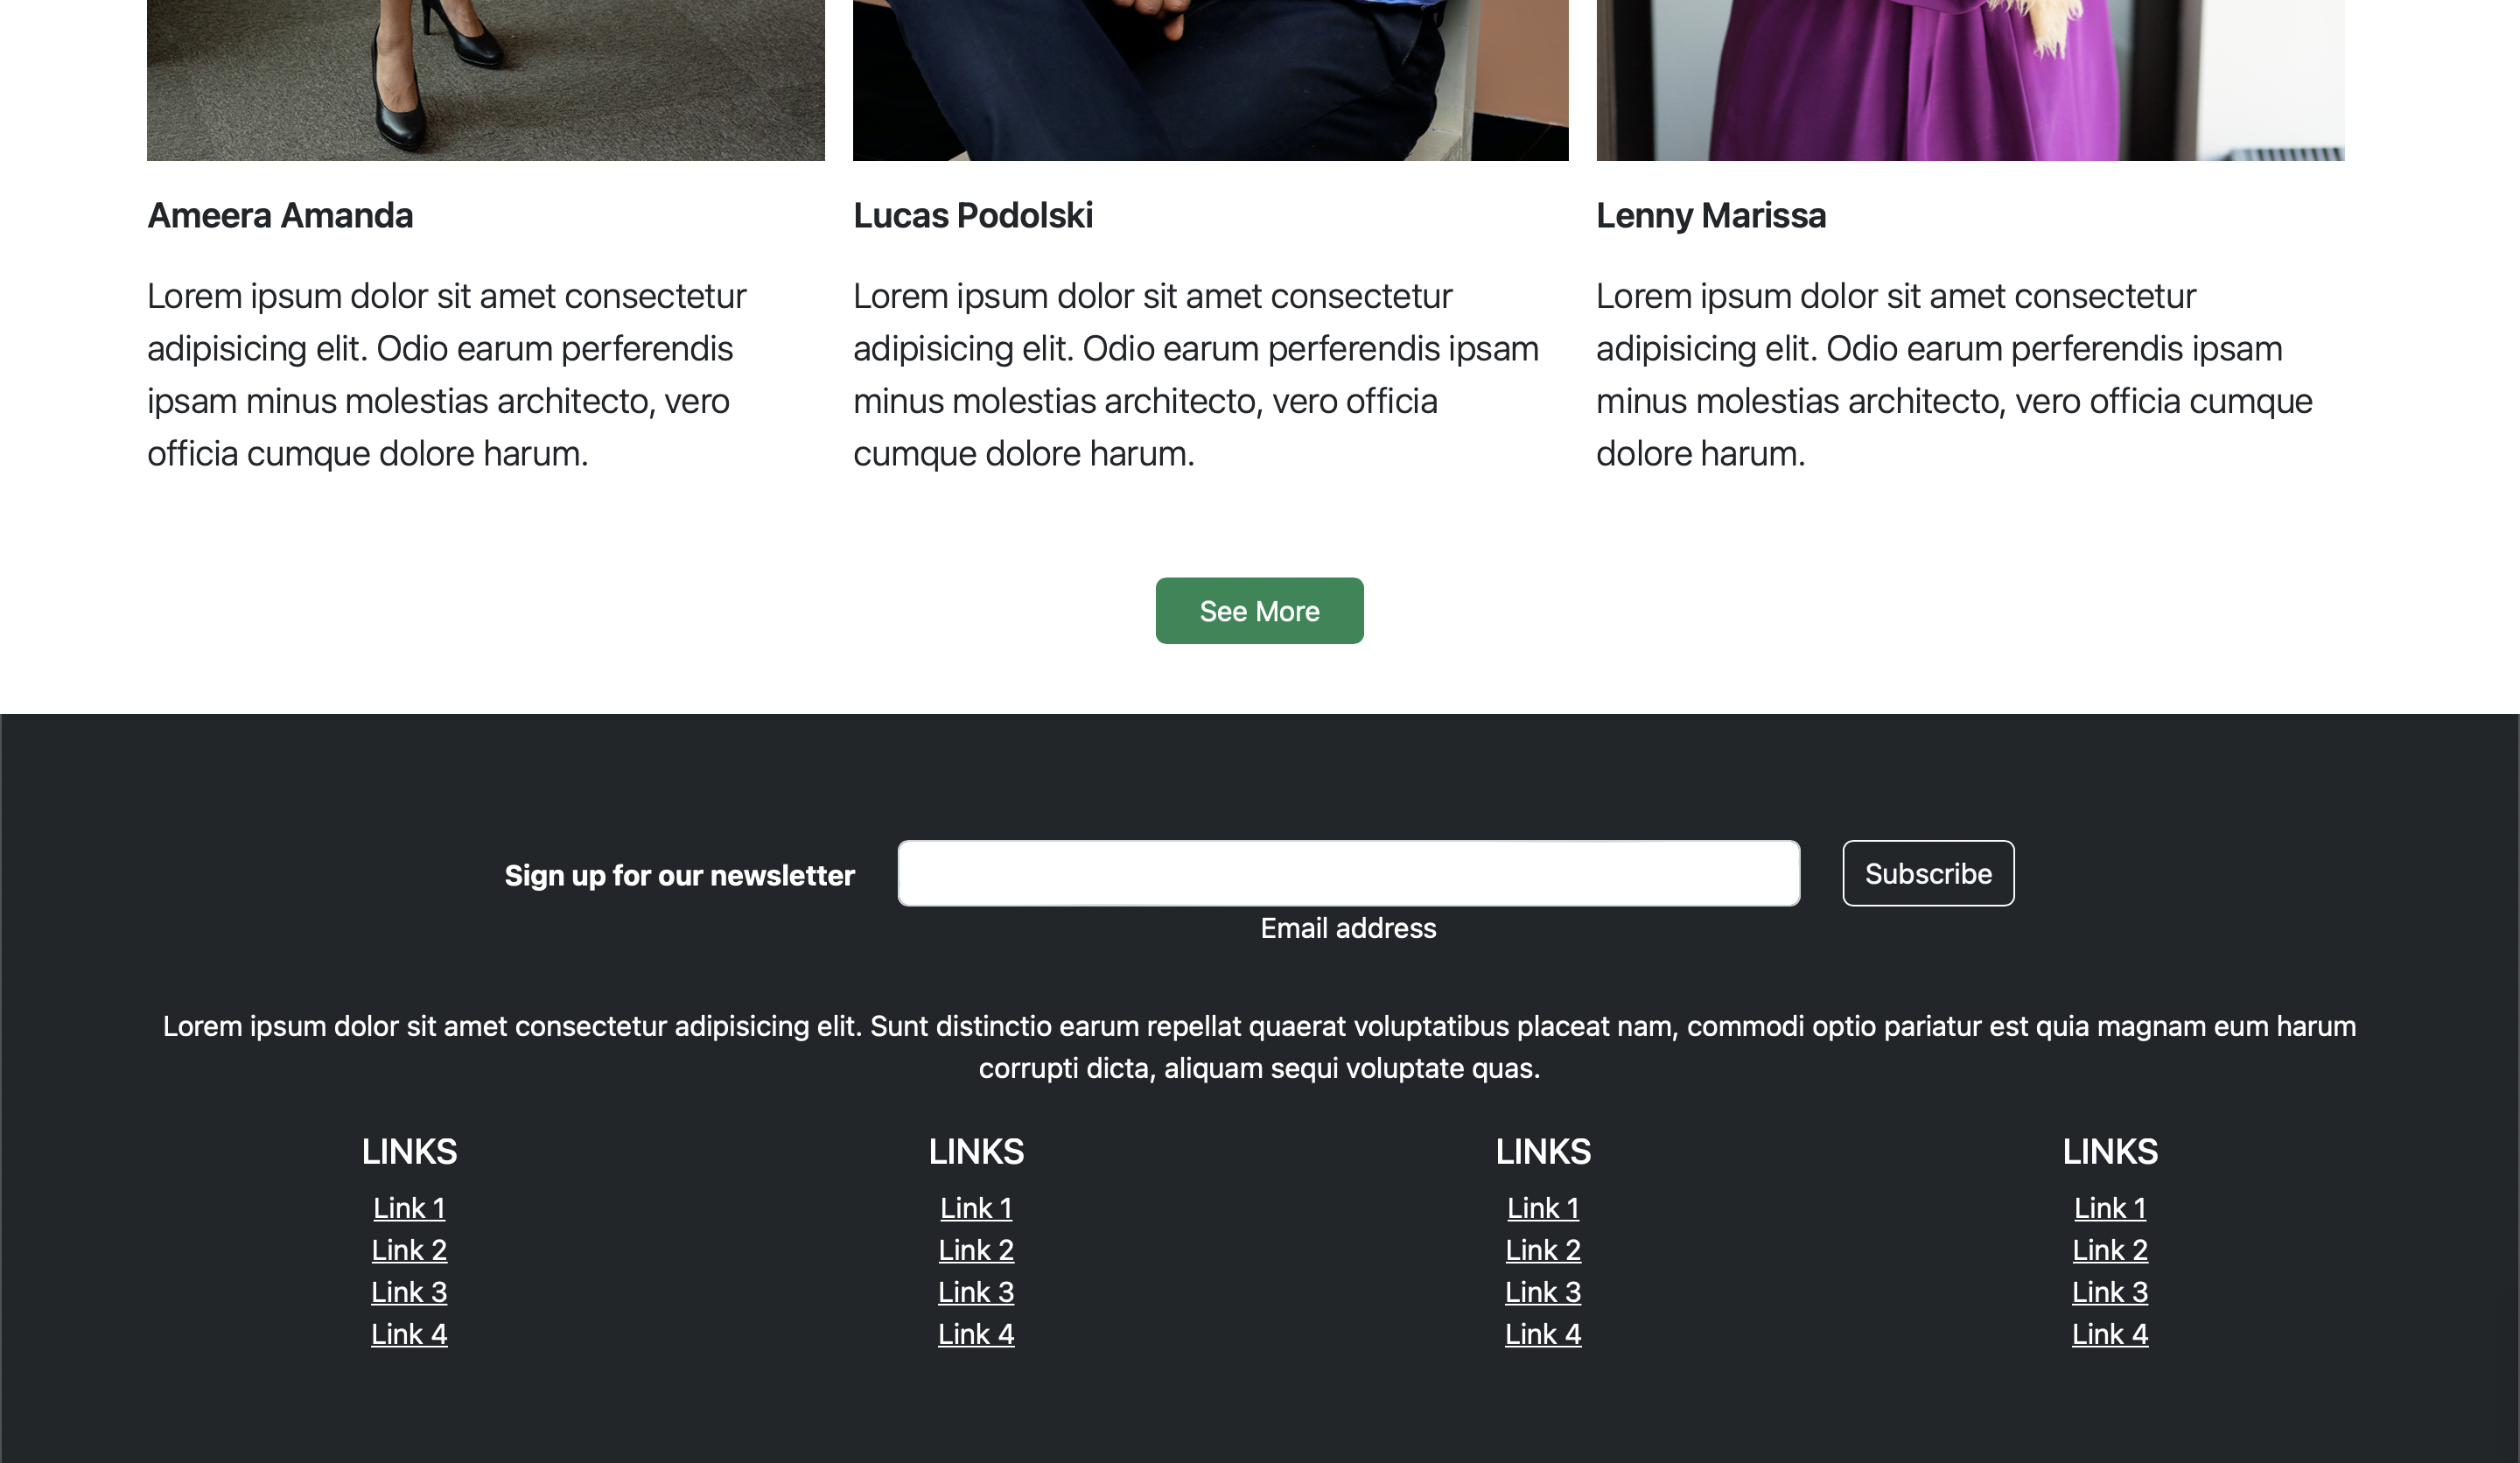 Ameera Amanda
Lorem ipsum dolor sit amet consectetur
adipisicing elit. Odio earum perferendis
ipsam minus molestias architecto, vero
officia cumque dolore harum.
Lucas Podolski
Lorem ipsum dolor sit amet consectetur
adipisicing elit. Odio earum perferendis ipsam
minus molestias architecto, vero officia
cumque dolore harum.
Lenny Marissa
Lorem ipsum dolor sit amet consectetur
adipisicing elit. Odio earum perferendis ipsam
minus molestias architecto, vero officia cumque
dolore harum.
See More
Sign up for our newsletter
Subscribe
Email address
Lorem ipsum dolor sit amet consectetur adipisicing elit. Sunt distinctio earum repellat quaerat voluptatibus placeat nam, commodi optio pariatur est quia magnam eum harum
corrupti dicta, aliquam sequi voluptate quas.
LINKS
Link 1
Link 2
Link 3
Link 4
LINKS
Link 1
Link 2
Link 3
Link 4
LINKS
Link 1
Link 2
Link 3
Link 4
LINKS
Link 1
Link 2
Link 3
Link 4